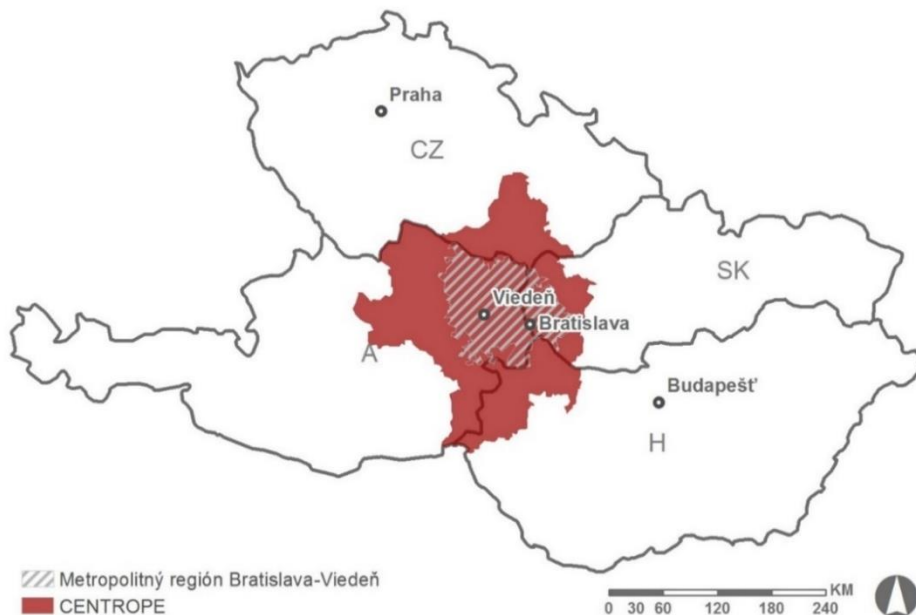 Praha
CZ
SK
Viedeň
Bratislava
A
Budapešť
H
Metropolitný región Bratislava-Viedeň
CENTROPE
KM
0 30 60 120 180 240